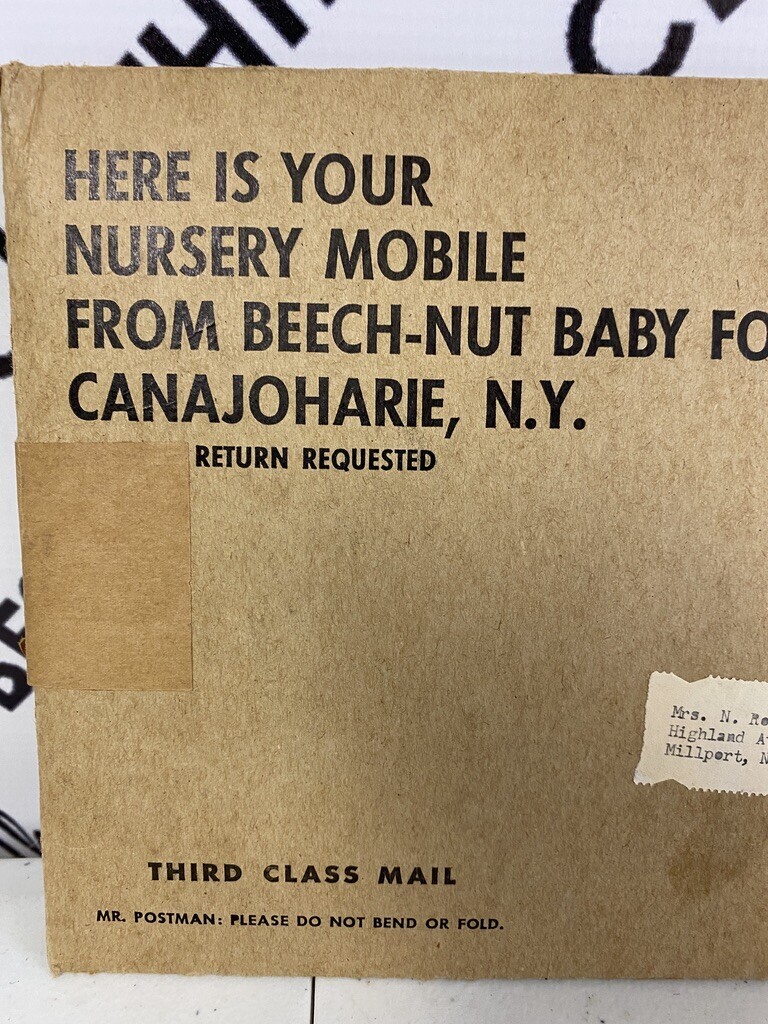 HERE IS YOUR
NURSERY MOBILE
FROM BEECH-NUT BABY FO
CANAJOHARIE, N.Y.
RETURN REQUESTED
Mrs. N. Ro
Highland A
Millport, N
THIRD CLASS MAIL
MR. POSTMAN: PLEASE DO NOT BEND OR FOLD.